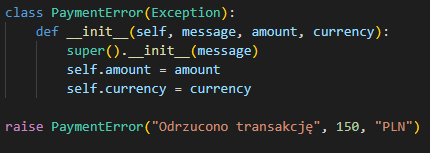 class PaymentError(Exception):
    def __init__(self, message, amount, currency):
        super().__init__(message)
        self.amount = amount
        self.currency = currency

raise PaymentError("Odrzucono transakcję", 150, "PLN")